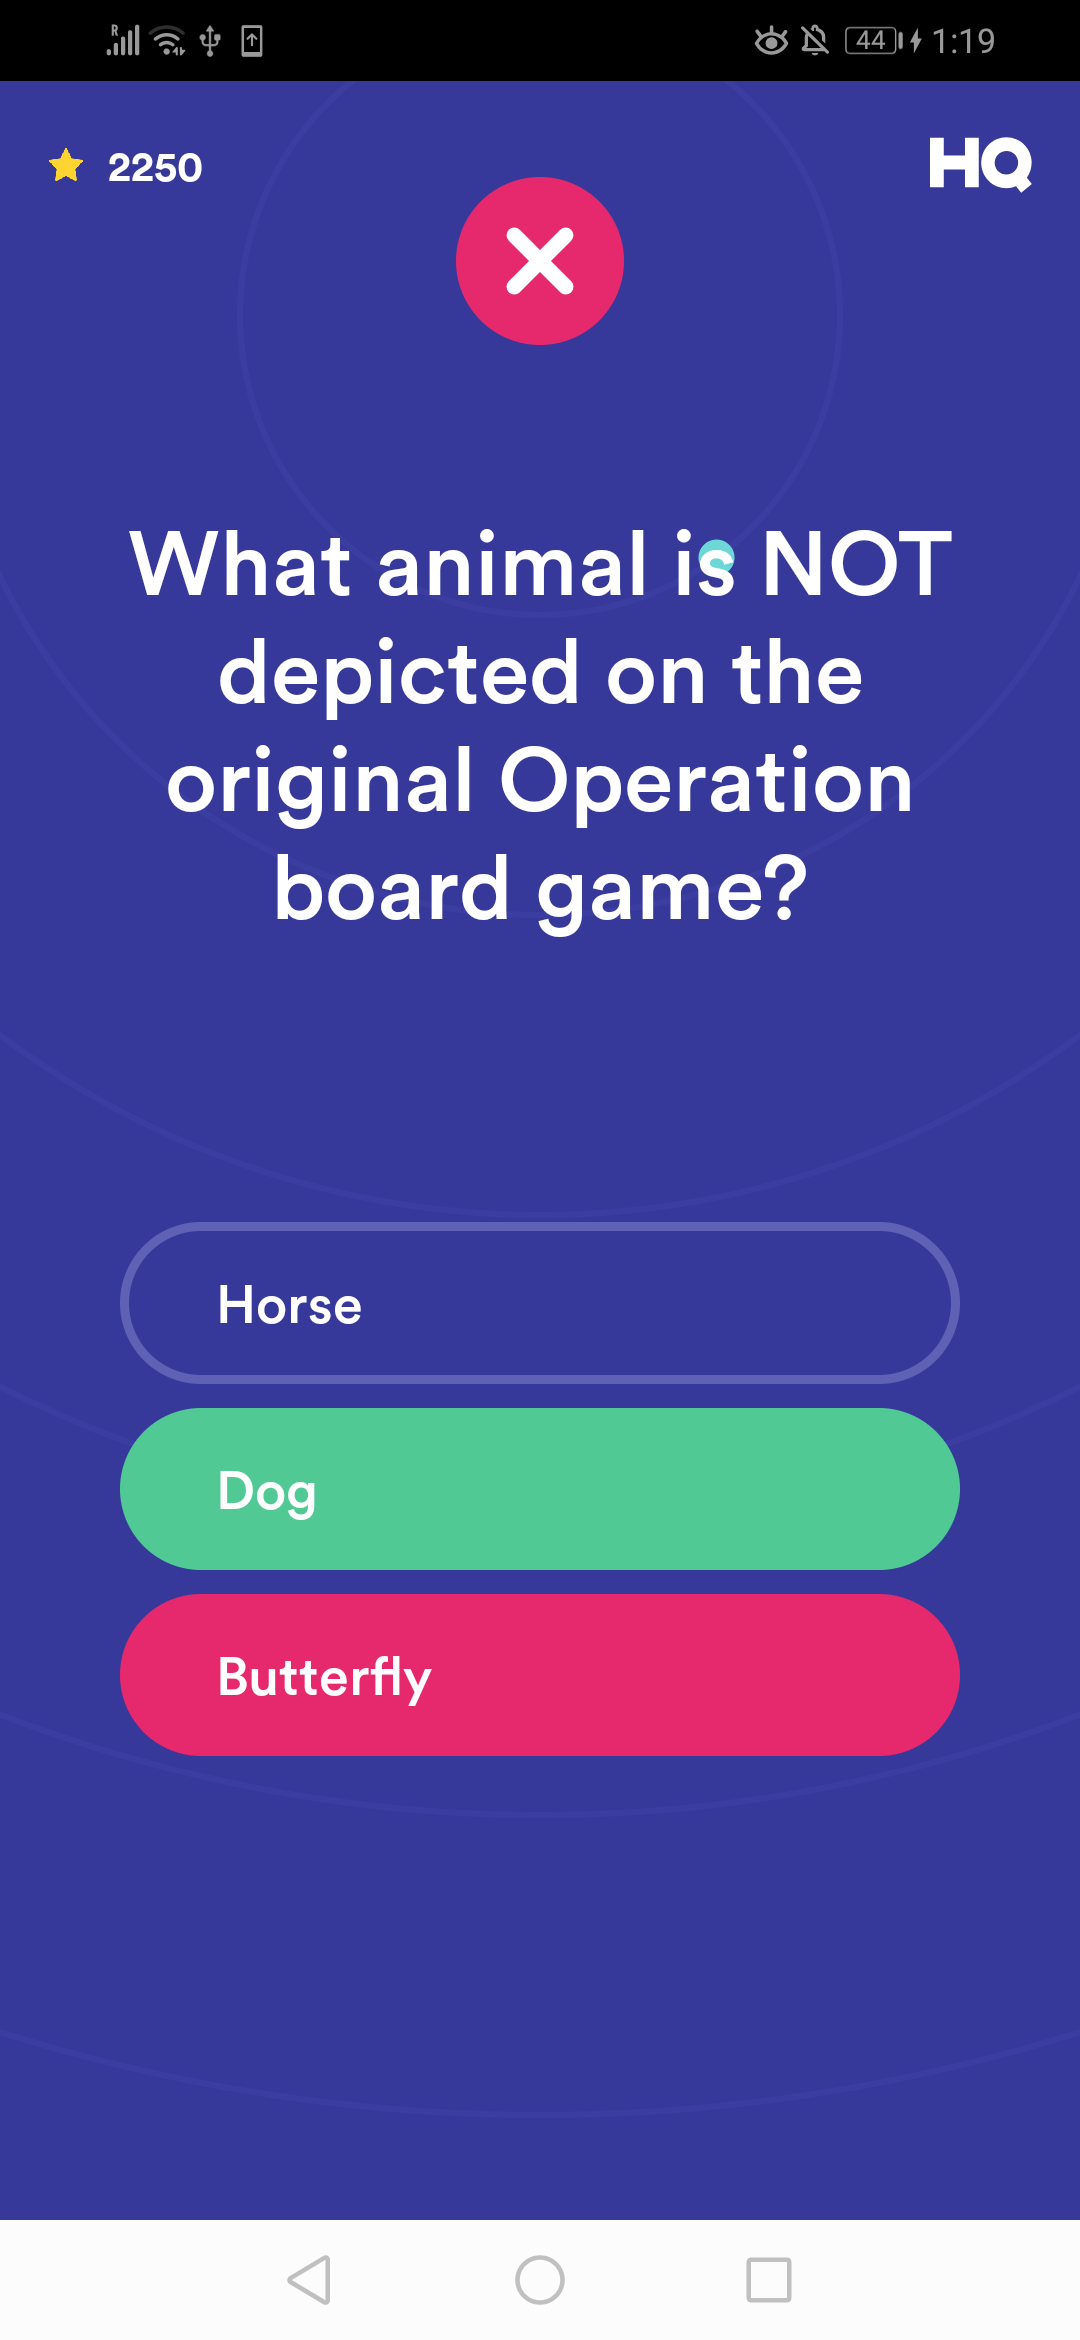 R 44 1:19
2250 HQ
What animal is NOT
depicted on the
original Operation
board game?
Horse
Dog
Butterfly